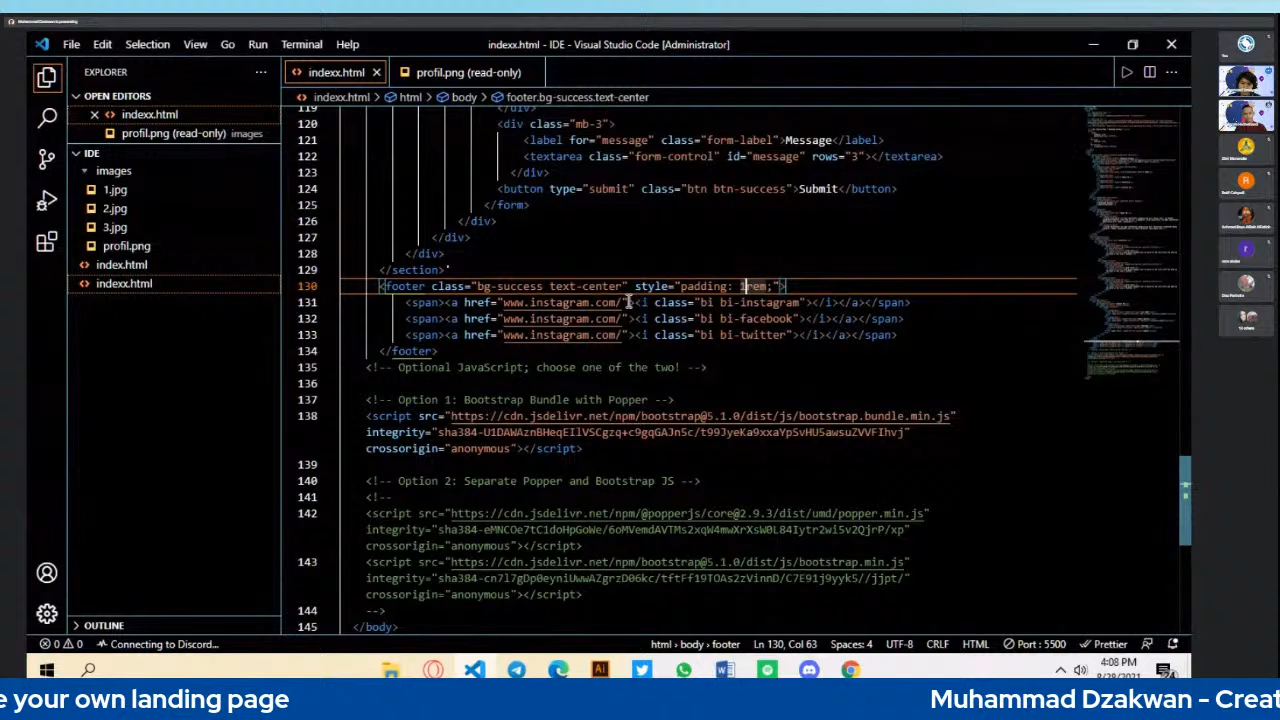 Muhammad Dzakwan is presenting
File Edit Selection View Go Run Terminal Help
indexx.html - IDE - Visual Studio Code [Administrator]
EXPLORER
OPEN EDITORS
indexx.html
profil.png (read-only) images
IDE
images
1.jpg
2.jpg
3.jpg
profil.png
index.html
indexx.html
OUTLINE
indexx.html
profil.png (read-only)
indexx.html > html > body > footer.bg-success.text-center
119 </div>
120 <div class="mb-3">
121 <label for="message" class="form-label">Message</label>
122 <textarea class="form-control" id="message" rows="3"></textarea>
123 </div>
124 <button type="submit" class="btn btn-success">Submit</button>
125 </form>
126 </div>
127 </div>
128 </div>
129 </section>
130 <footer class="bg-success text-center" style="padding: 1rem;">
131 <span><a href="www.instagram.com/"><i class="bi bi-instagram"></i></a></span>
132 <span><a href="www.instagram.com/"><i class="bi bi-facebook"></i></a></span>
133 <span><a href="www.instagram.com/"><i class="bi bi-twitter"></i></a></span>
134 </footer>
135 <!-- Optional JavaScript; choose one of the two! -->
136
137 <!-- Option 1: Bootstrap Bundle with Popper -->
138 <script src="https://cdn.jsdelivr.net/npm/bootstrap@5.1.0/dist/js/bootstrap.bundle.min.js"
crossorigin="anonymous"></script>
139
140 <!-- Option 2: Separate Popper and Bootstrap JS -->
141 <!--
142 <script src="https://cdn.jsdelivr.net/npm/@popperjs/core@2.9.3/dist/umd/popper.min.js"
crossorigin="anonymous"></script>
143 <script src="https://cdn.jsdelivr.net/npm/bootstrap@5.1.0/dist/js/bootstrap.min.js"
crossorigin="anonymous"></script>
144 -->
145 </body>
0 0 Connecting to Discord...
html > body > footer Ln 130, Col 63 Spaces: 4 UTF-8 CRLF HTML Port : 5500 Prettier
4:08 PM
8/28/2021
e your own landing page
Muhammad Dzakwan - Creat